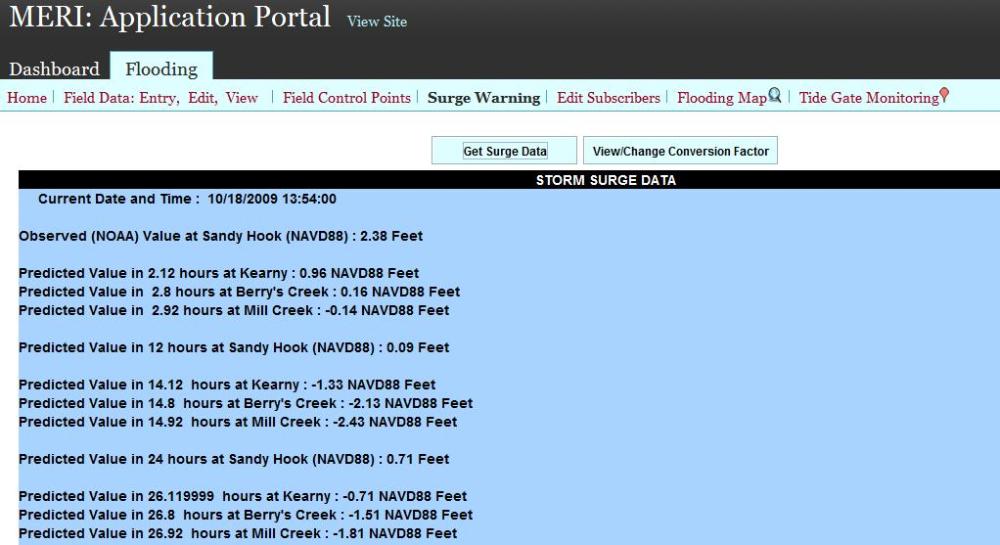 MERI: Application Portal View Site
Dashboard Flooding
Home | Field Data: Entry, Edit, View | Field Control Points | Surge Warning | Edit Subscribers | Flooding Map | Tide Gate Monitoring
Get Surge Data View/Change Conversion Factor
STORM SURGE DATA
Current Date and Time : 10/18/2009 13:54:00
Observed (NOAA) Value at Sandy Hook (NAVD88) : 2.38 Feet
Predicted Value in 2.12 hours at Kearny : 0.96 NAVD88 Feet
Predicted Value in 2.8 hours at Berry's Creek : 0.16 NAVD88 Feet
Predicted Value in 2.92 hours at Mill Creek : -0.14 NAVD88 Feet
Predicted Value in 12 hours at Sandy Hook (NAVD88) : 0.09 Feet
Predicted Value in 14.12 hours at Kearny : -1.33 NAVD88 Feet
Predicted Value in 14.8 hours at Berry's Creek : -2.13 NAVD88 Feet
Predicted Value in 14.92 hours at Mill Creek : -2.43 NAVD88 Feet
Predicted Value in 24 hours at Sandy Hook (NAVD88) : 0.71 Feet
Predicted Value in 26.119999 hours at Kearny : -0.71 NAVD88 Feet
Predicted Value in 26.8 hours at Berry's Creek : -1.51 NAVD88 Feet
Predicted Value in 26.92 hours at Mill Creek : -1.81 NAVD88 Feet